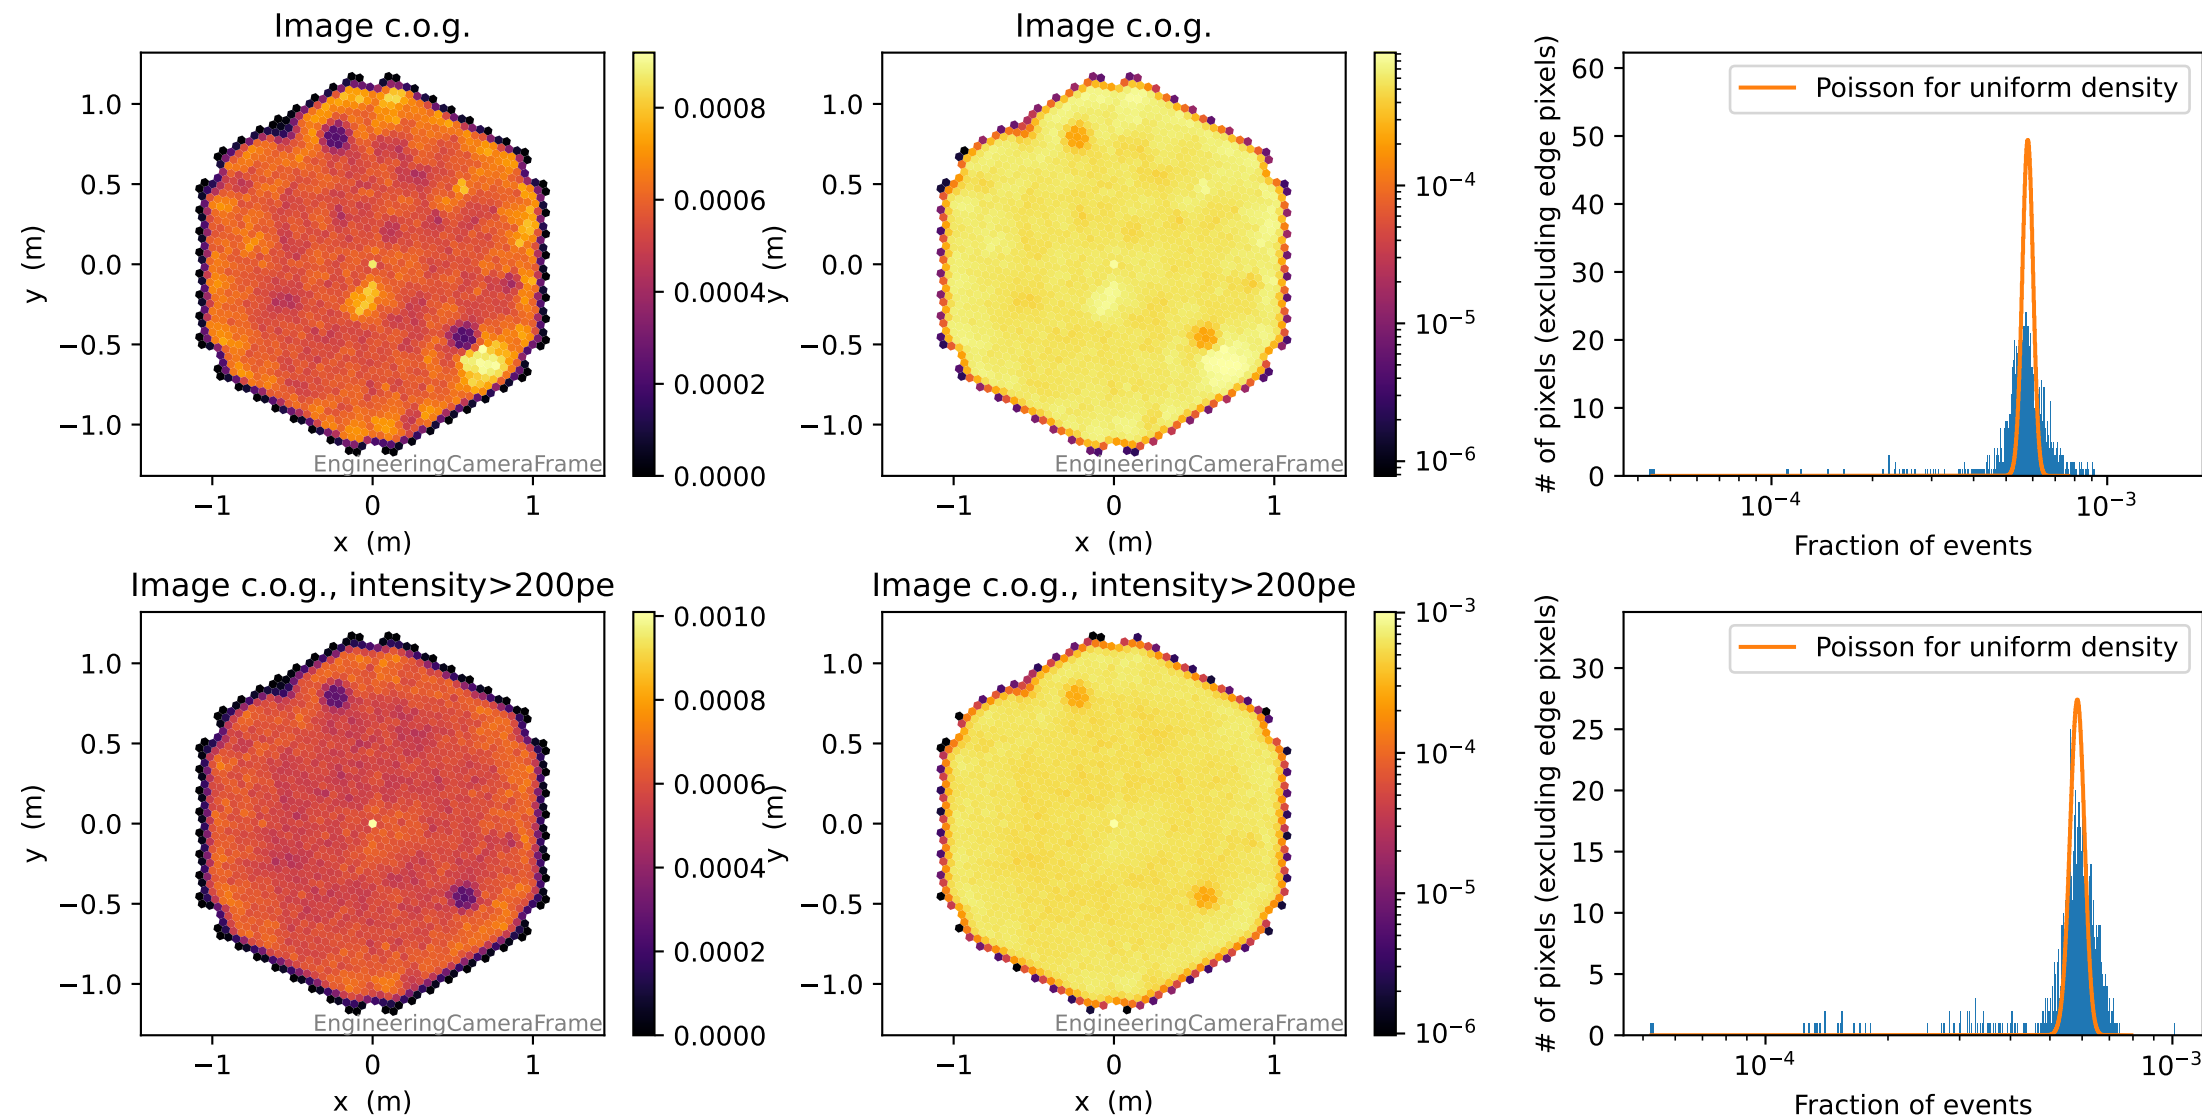 Image c.o.g.
y (m)
1.0
0.5
0.0
−0.5
−1.0
EngineeringCameraFrame
−1 0 1
x (m)
0.0008
0.0006
0.0004
0.0002
0.0000
Image c.o.g.
y (m)
1.0
0.5
0.0
−0.5
−1.0
EngineeringCameraFrame
−1 0 1
x (m)
10⁻⁴
10⁻⁵
10⁻⁶
# of pixels (excluding edge pixels)
60
50
40
30
20
10
0
Poisson for uniform density
10⁻⁴ 10⁻³
Fraction of events
Image c.o.g., intensity>200pe
y (m)
1.0
0.5
0.0
−0.5
−1.0
EngineeringCameraFrame
−1 0 1
x (m)
0.0010
0.0008
0.0006
0.0004
0.0002
0.0000
Image c.o.g., intensity>200pe
y (m)
1.0
0.5
0.0
−0.5
−1.0
EngineeringCameraFrame
−1 0 1
x (m)
10⁻³
10⁻⁴
10⁻⁵
10⁻⁶
# of pixels (excluding edge pixels)
30
25
20
15
10
5
0
Poisson for uniform density
10⁻⁴ 10⁻³
Fraction of events